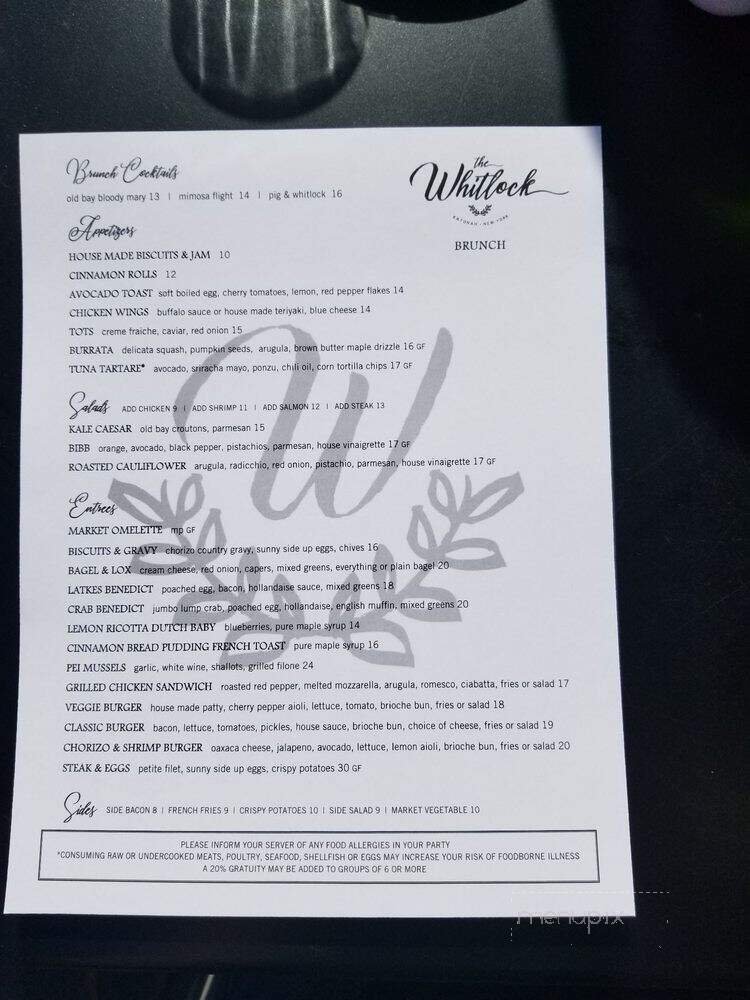 Brunch Cocktails
old bay bloody mary 13 | mimosa flight 14 | pig & whitlock 16
the
Whitlock
KATONAH • NEW YORK
BRUNCH
Appetizers
HOUSE MADE BISCUITS & JAM 10
CINNAMON ROLLS 12
AVOCADO TOAST soft boiled egg, cherry tomatoes, lemon, red pepper flakes 14
CHICKEN WINGS buffalo sauce or house made teriyaki, blue cheese 14
TOTS creme fraiche, caviar, red onion 15
BURRATA delicata squash, pumpkin seeds, arugula, brown butter maple drizzle 16 GF
TUNA TARTARE* avocado, sriracha mayo, ponzu, chili oil, corn tortilla chips 17 GF
Salads ADD CHICKEN 9 | ADD SHRIMP 11 | ADD SALMON 12 | ADD STEAK 13
KALE CAESAR old bay croutons, parmesan 15
BIBB orange, avocado, black pepper, pistachios, parmesan, house vinaigrette 17 GF
ROASTED CAULIFLOWER arugula, radicchio, red onion, pistachio, parmesan, house vinaigrette 17 GF
W
Entrees
MARKET OMELETTE mp GF
BISCUITS & GRAVY chorizo country gravy, sunny side up eggs, chives 16
BAGEL & LOX cream cheese, red onion, capers, mixed greens, everything or plain bagel 20
LATKES BENEDICT poached egg, bacon, hollandaise sauce, mixed greens 18
CRAB BENEDICT jumbo lump crab, poached egg, hollandaise, english muffin, mixed greens 20
LEMON RICOTTA DUTCH BABY blueberries, pure maple syrup 14
CINNAMON BREAD PUDDING FRENCH TOAST pure maple syrup 16
PEI MUSSELS garlic, white wine, shallots, grilled filone 24
GRILLED CHICKEN SANDWICH roasted red pepper, melted mozzarella, arugula, romesco, ciabatta, fries or salad 17
VEGGIE BURGER house made patty, cherry pepper aioli, lettuce, tomato, brioche bun, fries or salad 18
CLASSIC BURGER bacon, lettuce, tomatoes, pickles, house sauce, brioche bun, choice of cheese, fries or salad 19
CHORIZO & SHRIMP BURGER oaxaca cheese, jalapeno, avocado, lettuce, lemon aioli, brioche bun, fries or salad 20
STEAK & EGGS petite filet, sunny side up eggs, crispy potatoes 30 GF
Sides SIDE BACON 8 | FRENCH FRIES 9 | CRISPY POTATOES 10 | SIDE SALAD 9 | MARKET VEGETABLE 10
PLEASE INFORM YOUR SERVER OF ANY FOOD ALLERGIES IN YOUR PARTY
*CONSUMING RAW OR UNDERCOOKED MEATS, POULTRY, SEAFOOD, SHELLFISH OR EGGS MAY INCREASE YOUR RISK OF FOODBORNE ILLNESS
A 20% GRATUITY MAY BE ADDED TO GROUPS OF 6 OR MORE
menupix